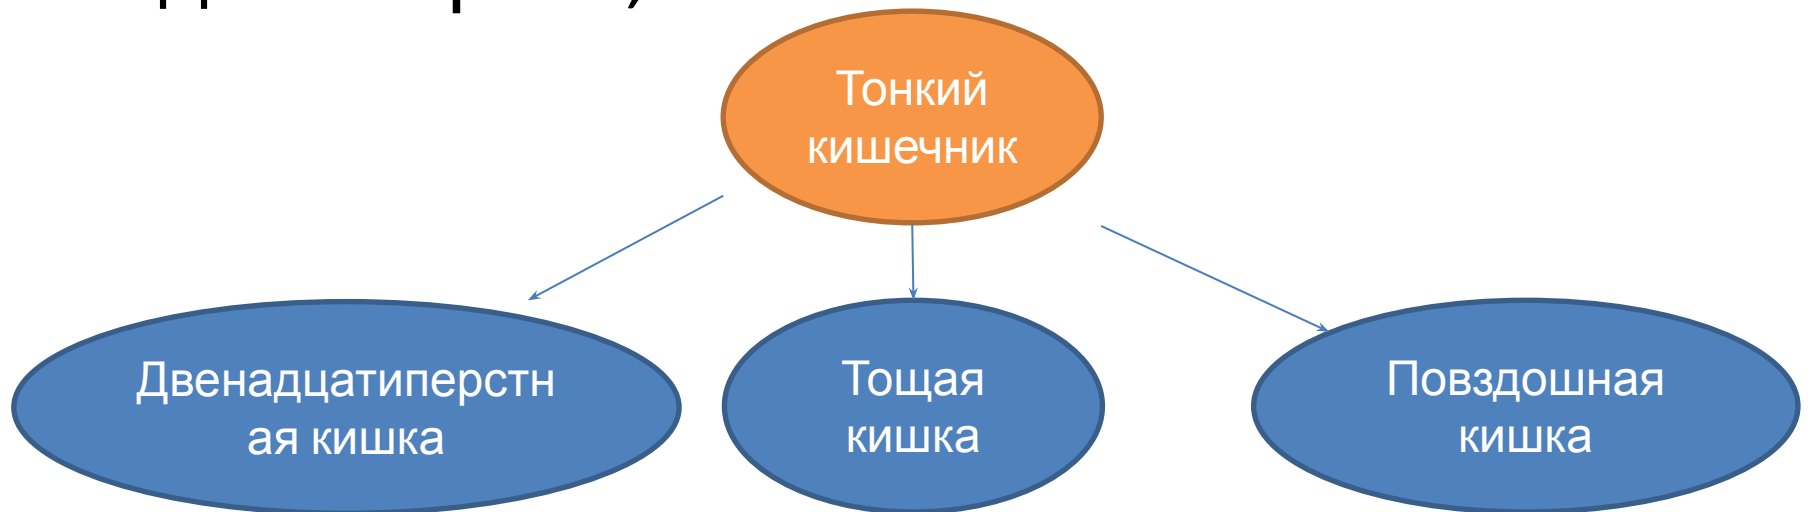 Тонкий
кишечник
Двенадцатиперстн
ая кишка
Тощая
кишка
Повздошная
кишка